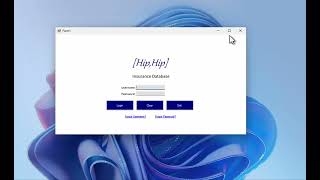 Form1
[Hip,Hip]
Insurance Database
Username
Password
Login Clear Exit